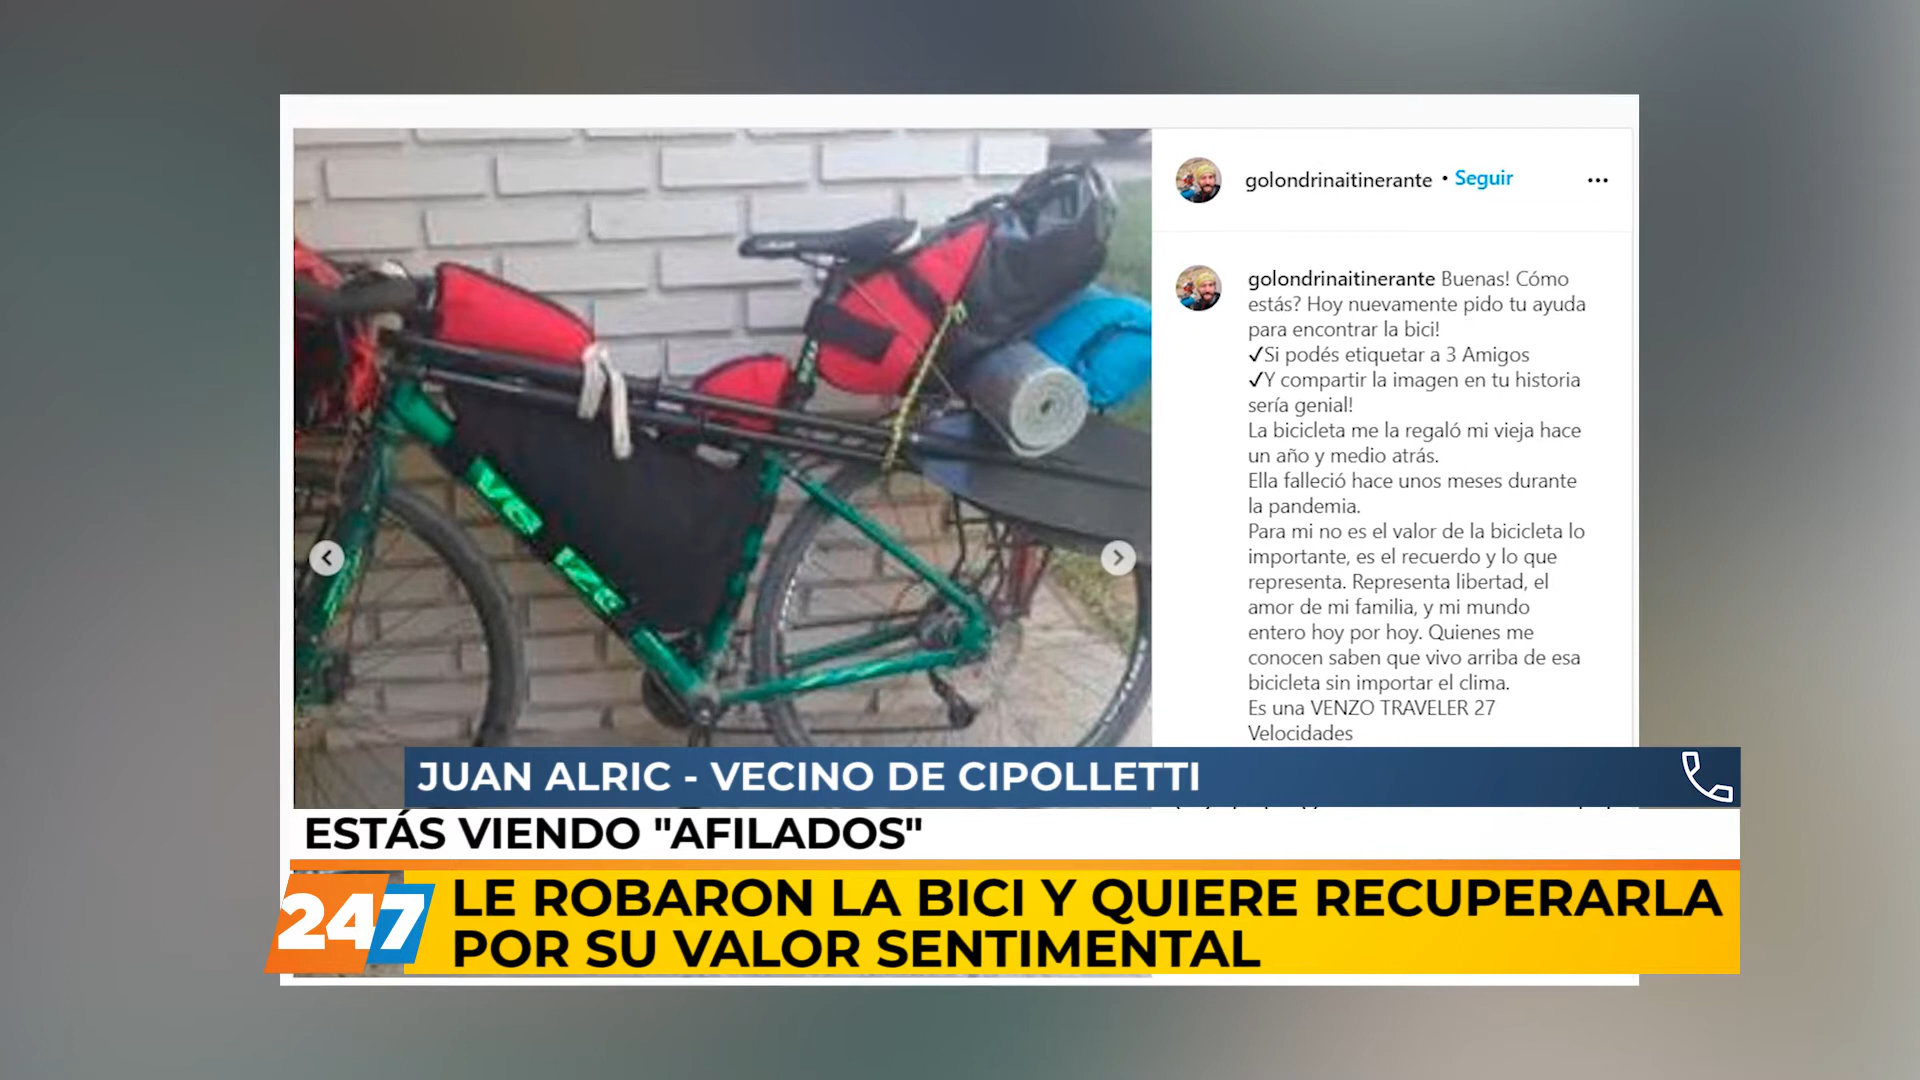 golondrinaitinerante • Seguir
golondrinaitinerante Buenas! Cómo
estás? Hoy nuevamente pido tu ayuda
para encontrar la bici!
✓Si podés etiquetar a 3 Amigos
✓Y compartir la imagen en tu historia
sería genial!
La bicicleta me la regaló mi vieja hace
un año y medio atrás.
Ella falleció hace unos meses durante
la pandemia.
Para mi no es el valor de la bicicleta lo
importante, es el recuerdo y lo que
representa. Representa libertad, el
amor de mi familia, y mi mundo
entero hoy por hoy. Quienes me
conocen saben que vivo arriba de esa
bicicleta sin importar el clima.
Es una VENZO TRAVELER 27
Velocidades
JUAN ALRIC - VECINO DE CIPOLLETTI
ESTÁS VIENDO "AFILADOS"
247
LE ROBARON LA BICI Y QUIERE RECUPERARLA
POR SU VALOR SENTIMENTAL